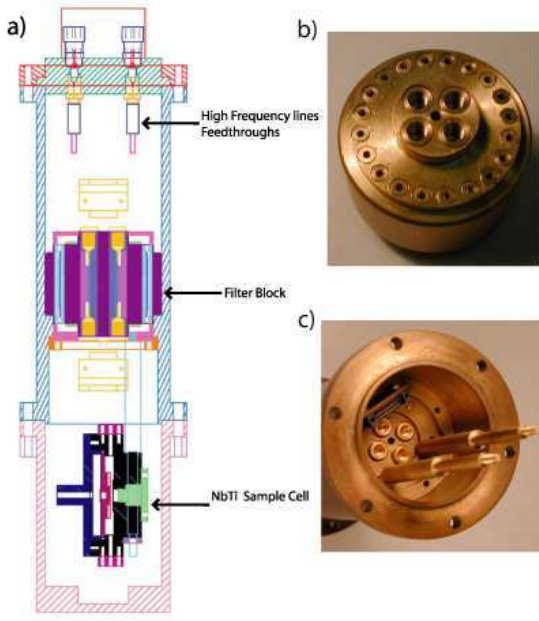 a)
High Frequency lines
Feedthroughs
Filter Block
NbTi Sample Cell
b)
c)